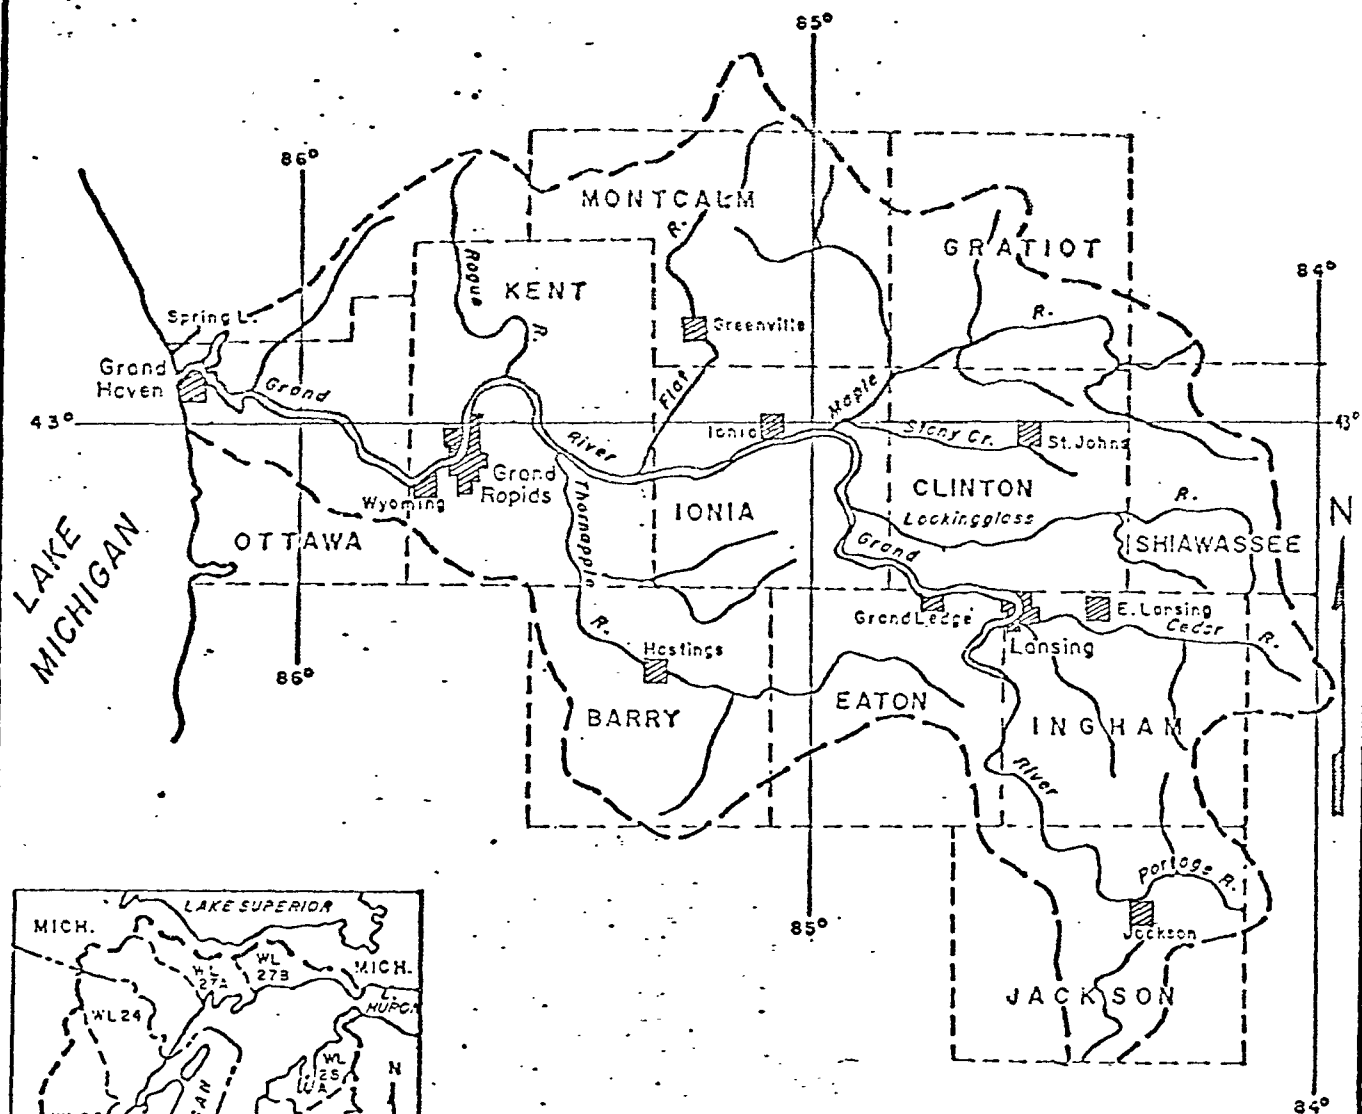 85°
86°
MONTCALM
R.
GRATIOT
84°
Rogue
KENT
R.
Spring L.
Greenville
R.
Grand
Haven
Grand
Flat
Maple
43°
43°
River
Ionia
Stony Cr.
St. Johns
Grand
Rapids
Wyoming
Thornapple
IONIA
CLINTON
Lookingglass
R.
N
LAKE
MICHIGAN
OTTAWA
Grand
SHIAWASSEE
Grand Ledge
E. Lansing
Cedar
R.
R.
Hastings
Lansing
86°
BARRY
EATON
INGHAM
River
Portage R.
85°
Jackson
JACKSON
84°
LAKE SUPERIOR
MICH.
WL
27A
WL
27B
MICH.
L.
HURON
WL24
WL
25
A
N